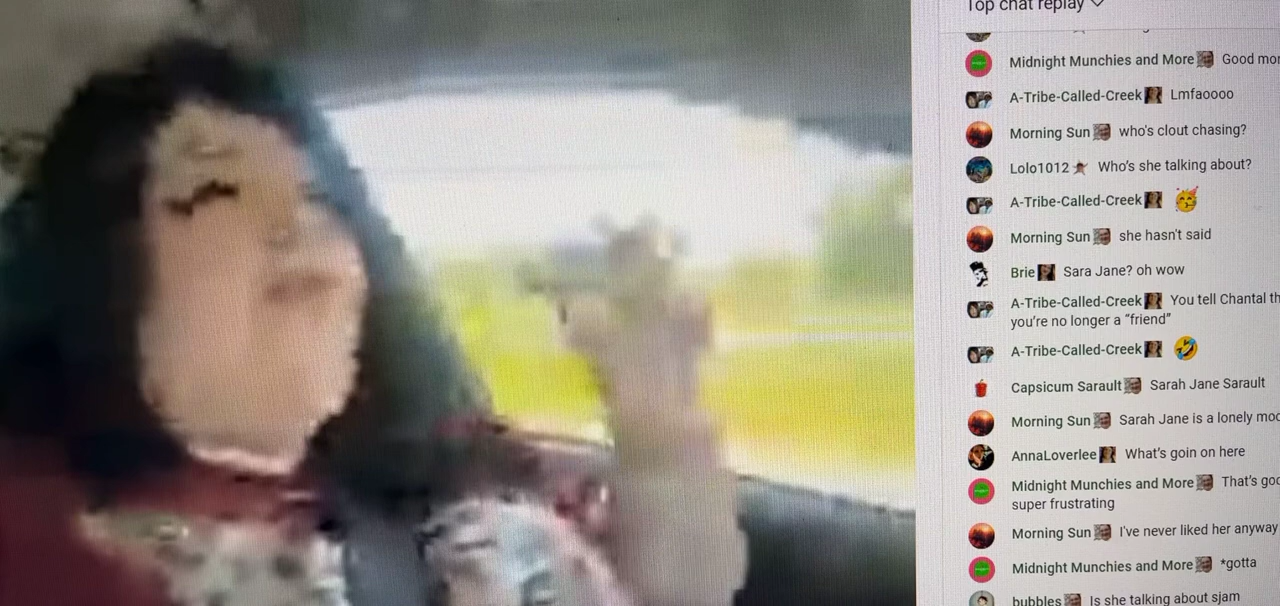 Top chat replay
Midnight Munchies and More Good mor
A-Tribe-Called-Creek Lmfaoooo
Morning Sun who's clout chasing?
Lolo1012 Who's she talking about?
A-Tribe-Called-Creek 🥳
Morning Sun she hasn't said
Brie Sara Jane? oh wow
A-Tribe-Called-Creek You tell Chantal th
you're no longer a “friend”
A-Tribe-Called-Creek 🤣
Capsicum Sarault Sarah Jane Sarault
Morning Sun Sarah Jane is a lonely moo
AnnaLoverlee What's goin on here
Midnight Munchies and More That's goo
super frustrating
Morning Sun I've never liked her anyway
Midnight Munchies and More *gotta
bubbles Is she talking about sjam